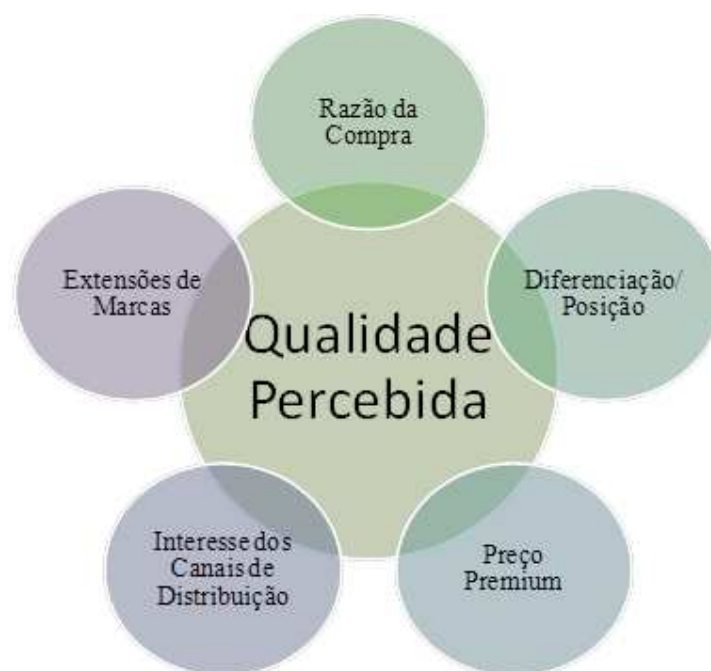 Razão da
Compra
Extensões de
Marcas
Diferenciação/
Posição
Qualidade
Percebida
Interesse dos
Canais de
Distribuição
Preço
Premium